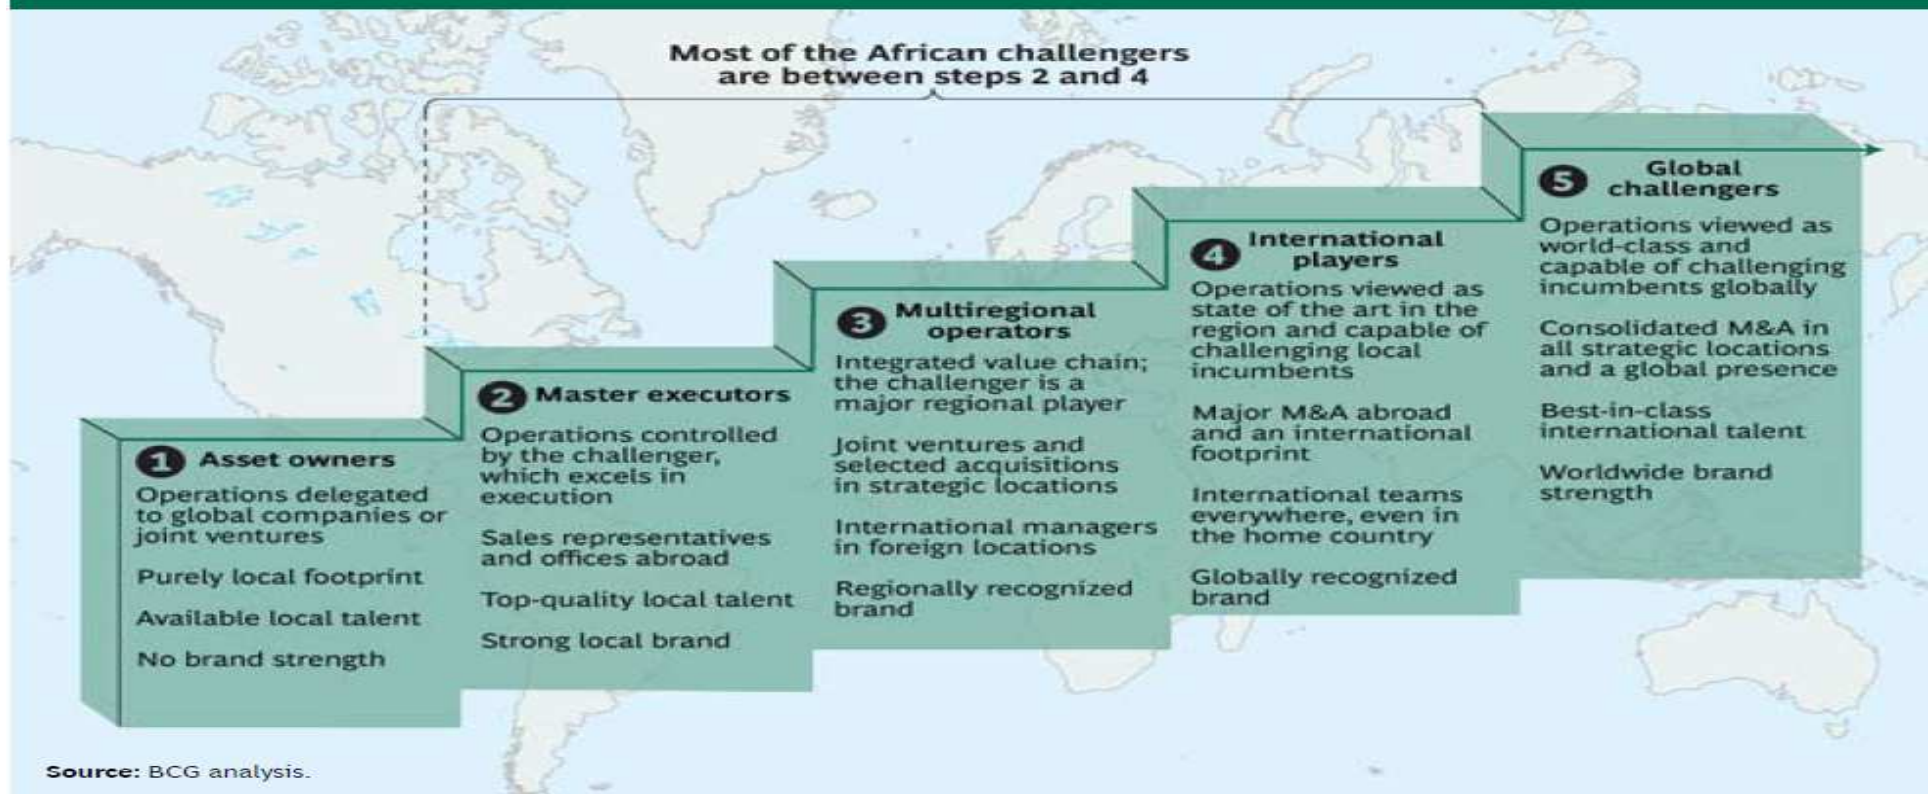 Most of the African challengers
are between steps 2 and 4
1 Asset owners
Operations delegated
to global companies or
joint ventures
Purely local footprint
Available local talent
No brand strength
2 Master executors
Operations controlled
by the challenger,
which excels in
execution
Sales representatives
and offices abroad
Top-quality local talent
Strong local brand
3 Multiregional
operators
Integrated value chain;
the challenger is a
major regional player
Joint ventures and
selected acquisitions
in strategic locations
International managers
in foreign locations
Regionally recognized
brand
4 International
players
Operations viewed as
state of the art in the
region and capable of
challenging local
incumbents
Major M&A abroad
and an international
footprint
International teams
everywhere, even in
the home country
Globally recognized
brand
5 Global
challengers
Operations viewed as
world-class and
capable of challenging
incumbents globally
Consolidated M&A in
all strategic locations
and a global presence
Best-in-class
international talent
Worldwide brand
strength
Source: BCG analysis.